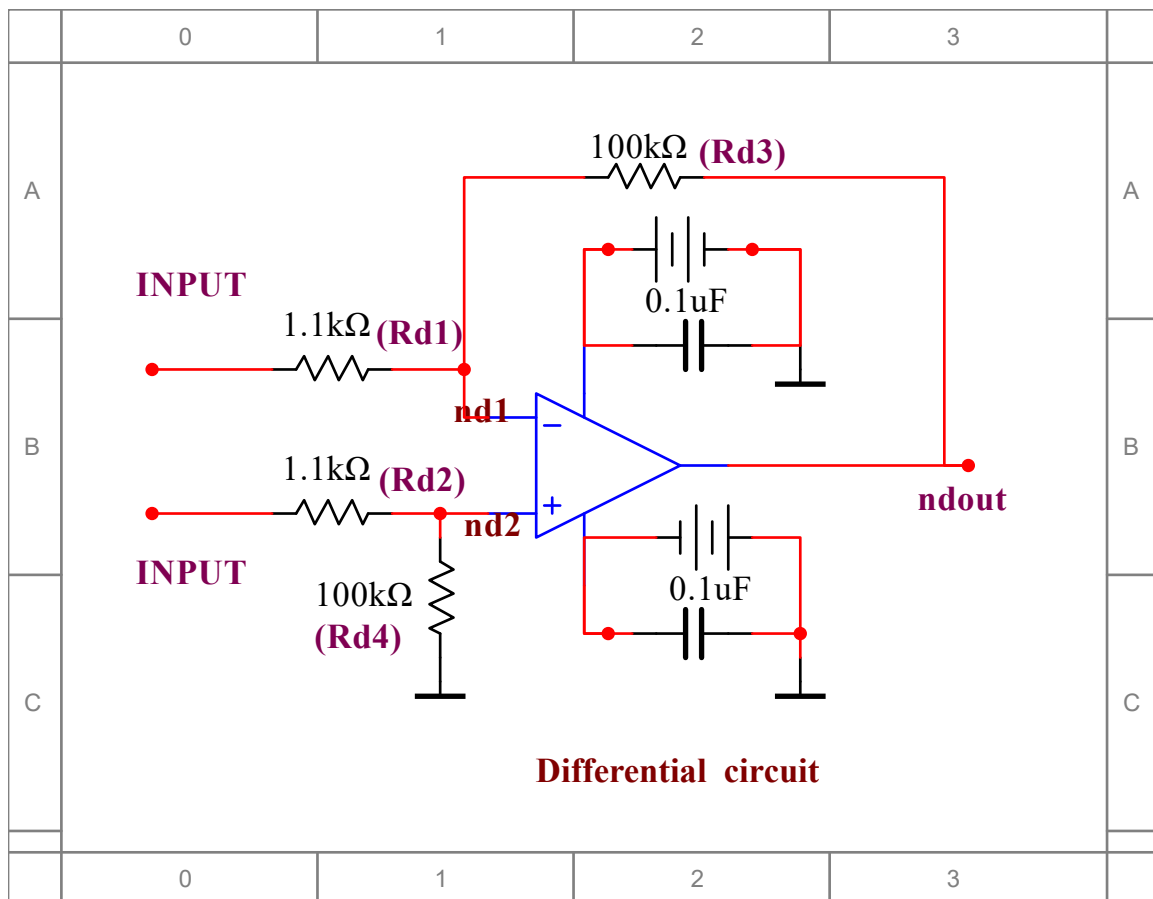 0 1 2 3
A A
100kΩ (Rd3)
INPUT
0.1uF
1.1kΩ (Rd1)
nd1
−
B B
1.1kΩ (Rd2)
+
nd2
ndout
INPUT
100kΩ
0.1uF
(Rd4)
C C
Differential circuit
0 1 2 3